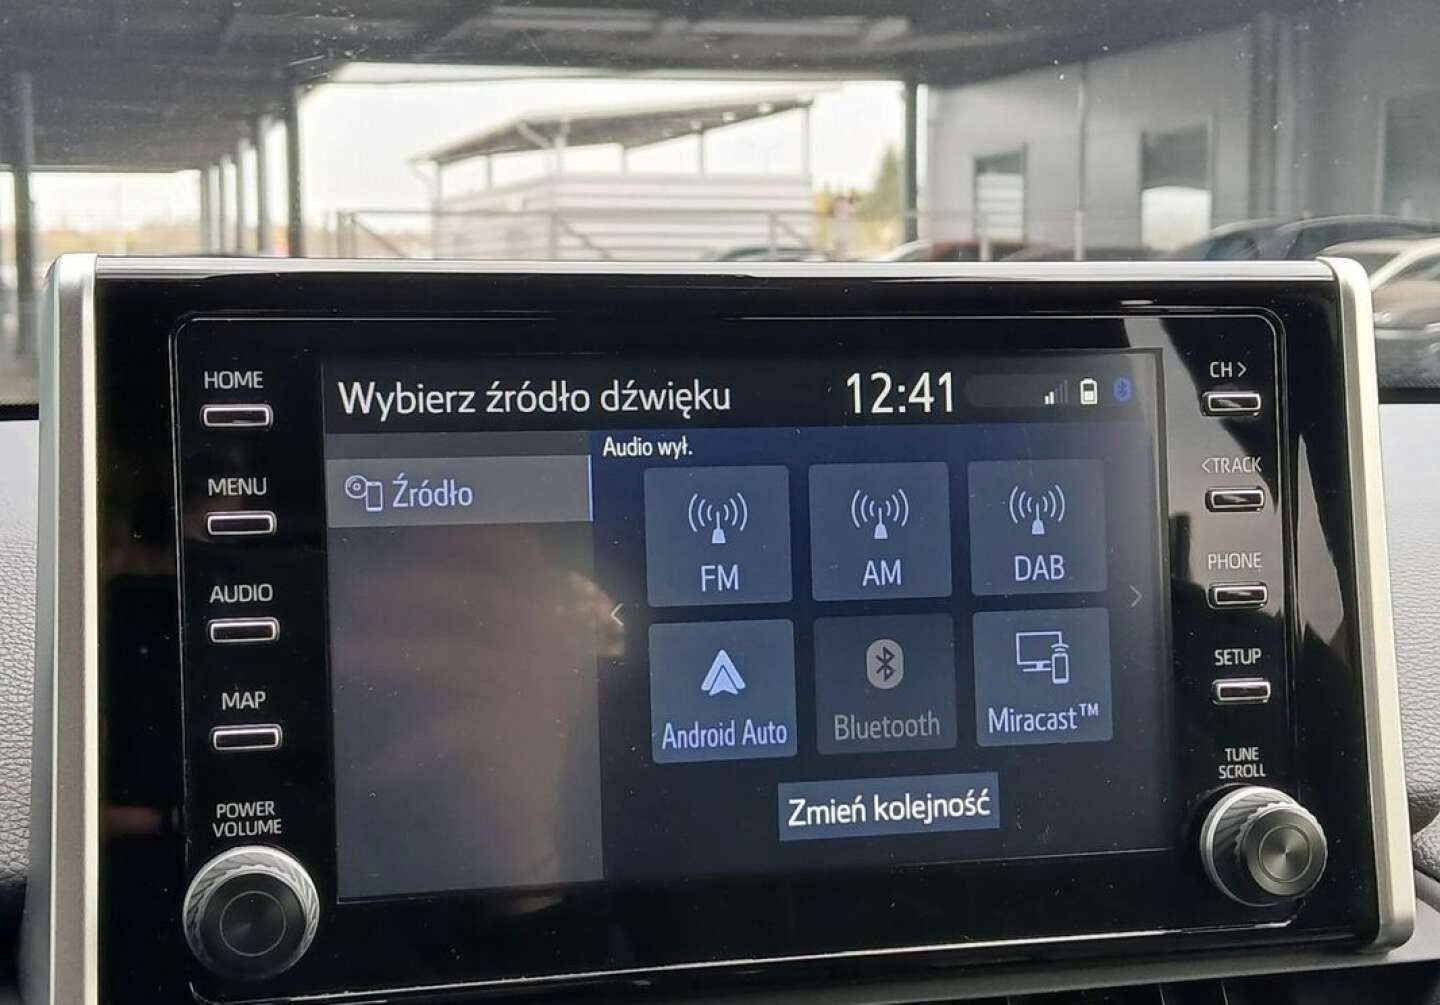 HOME
MENU
AUDIO
MAP
POWER
VOLUME
Wybierz źródło dźwięku
12:41
Źródło
Audio wył.
FM
AM
DAB
Android Auto
Bluetooth
Miracast™
Zmień kolejność
CH>
<TRACK
PHONE
SETUP
TUNE
SCROLL